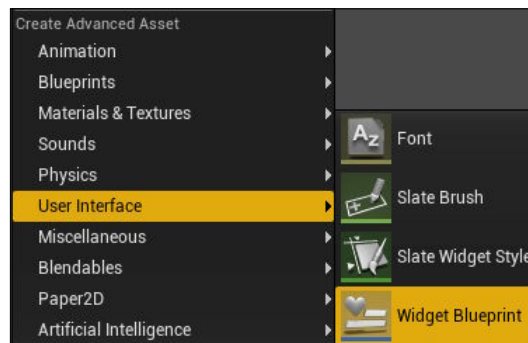 Create Advanced Asset
Animation
Blueprints
Materials & Textures
Sounds
Physics
User Interface
Miscellaneous
Blendables
Paper2D
Artificial Intelligence
Az
Font
Slate Brush
Slate Widget Style
Widget Blueprint